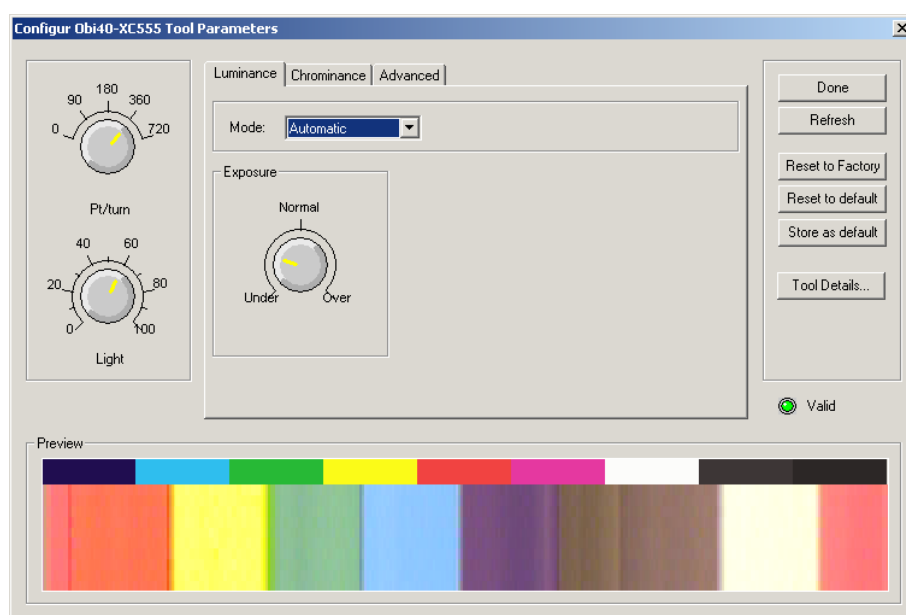 Configur Obi40-XC555 Tool Parameters
180
90
360
0
720
Pt/turn
40
60
20
80
0
100
Light
Luminance
Chrominance
Advanced
Mode:
Automatic
Exposure
Normal
Under
Over
Done
Refresh
Reset to Factory
Reset to default
Store as default
Tool Details...
Valid
Preview